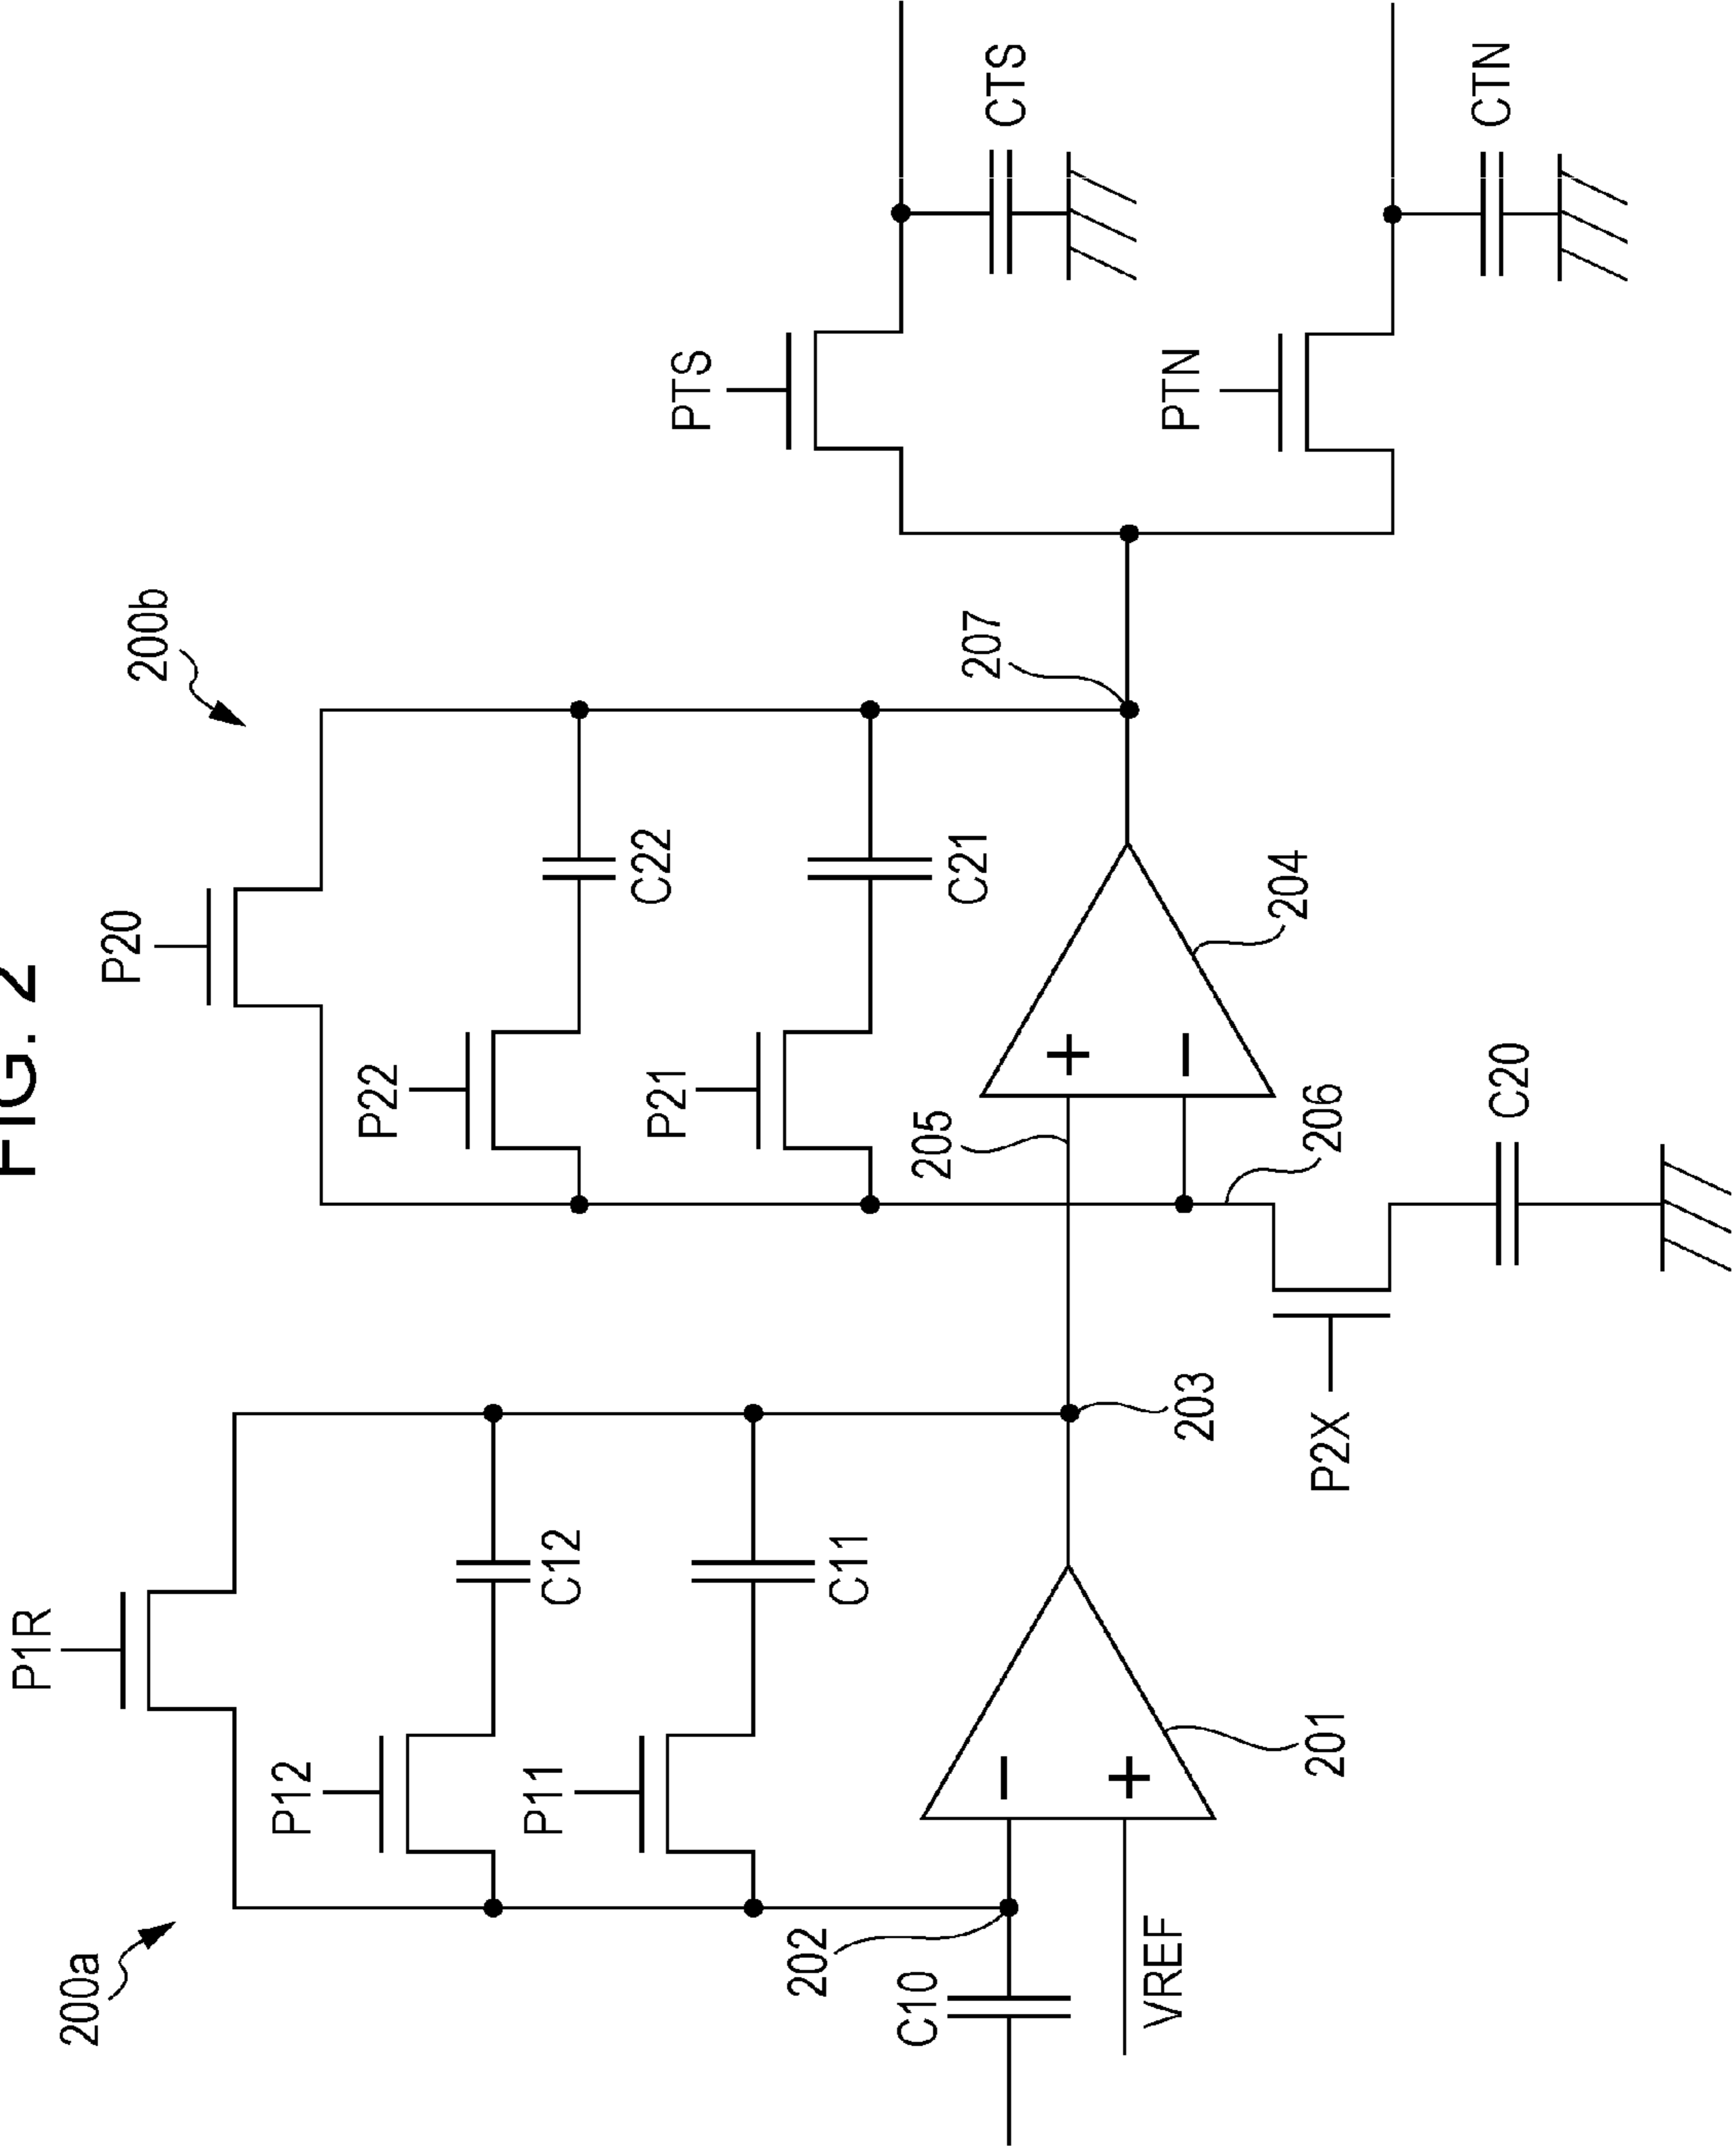 FIG. 2
200a
P1R
P12
C12
P11
C11
202
C10
VREF
201
203
200b
P20
P22
C22
P21
C21
205
204
206
207
P2X
C20
PTS
CTS
PTN
CTN
+
−
−
+